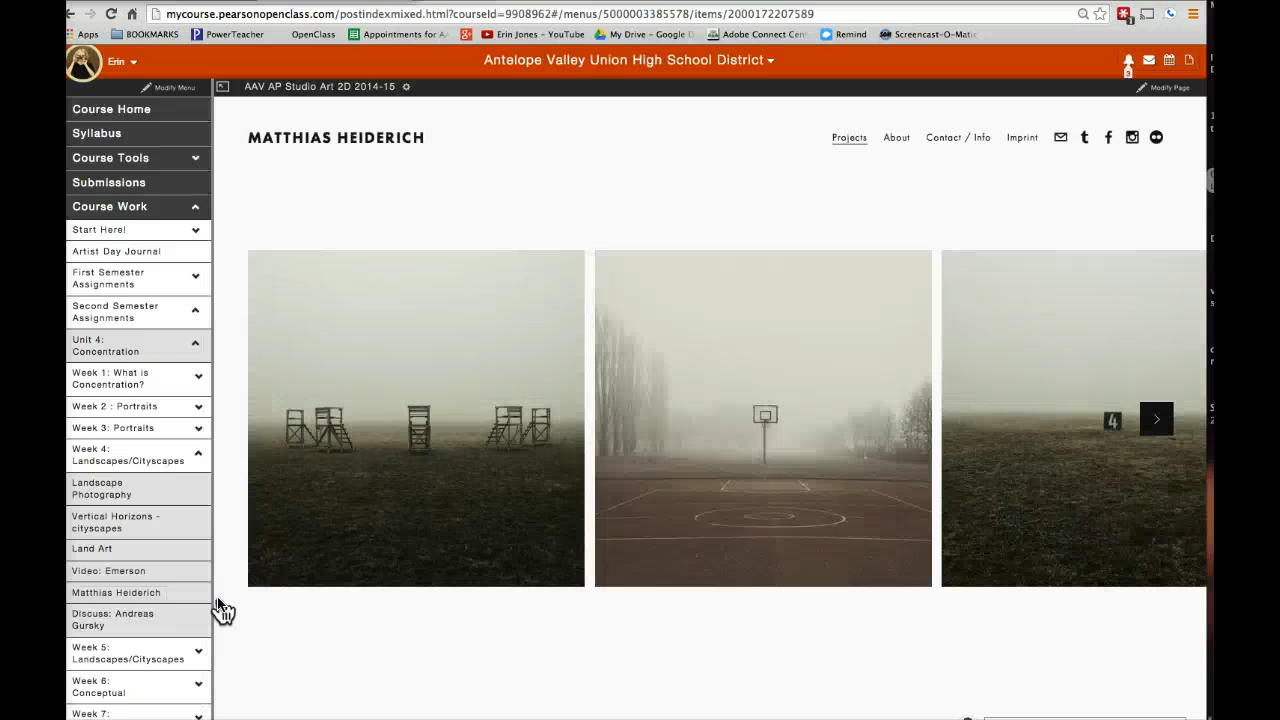 mycourse.pearsonopenclass.com/postindexmixed.html?courseId=9908962#/menus/5000003385578/items/2000172207589
Apps BOOKMARKS PowerTeacher OpenClass Appointments for Erin Jones - YouTube My Drive - Google D Adobe Connect Cen Remind Screencast-O-Matic
Erin Antelope Valley Union High School District 3
Modify Menu AAV AP Studio Art 2D 2014-15 Modify Page
Course Home
Syllabus
Course Tools
Submissions
Course Work
Start Here!
Artist Day Journal
First Semester
Assignments
Second Semester
Assignments
Unit 4:
Concentration
Week 1: What is
Concentration?
Week 2 : Portraits
Week 3: Portraits
Week 4:
Landscapes/Cityscapes
Landscape
Photography
Vertical Horizons -
cityscapes
Land Art
Video: Emerson
Matthias Heiderich
Discuss: Andreas
Gursky
Week 5:
Landscapes/Cityscapes
Week 6:
Conceptual
Week 7:
MATTHIAS HEIDERICH Projects About Contact / Info Imprint
4